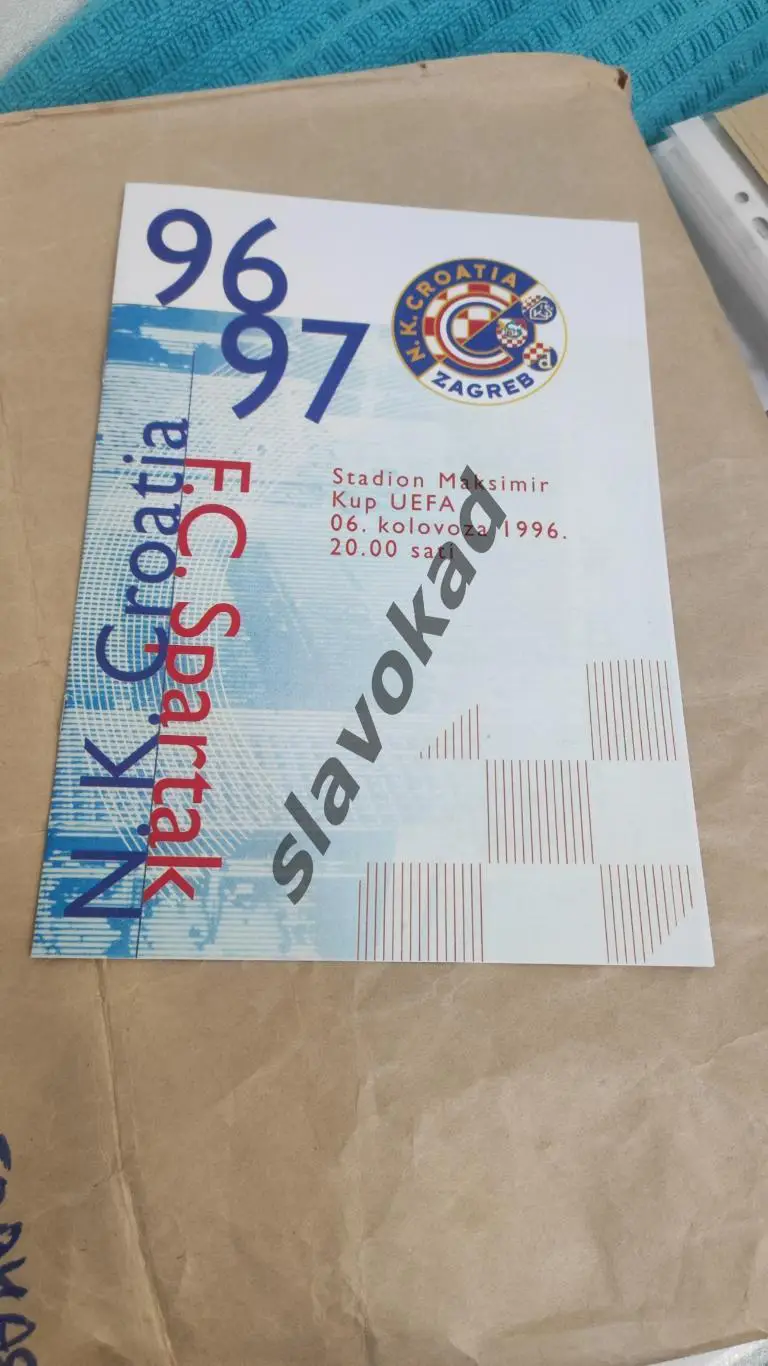 96
97
N. K. CROATIA
ZAGREB
N. K. Croatia
F.C. Spartak
Stadion Maksimir
Kup UEFA
06. kolovoza 1996.
20.00 sati
slavokad